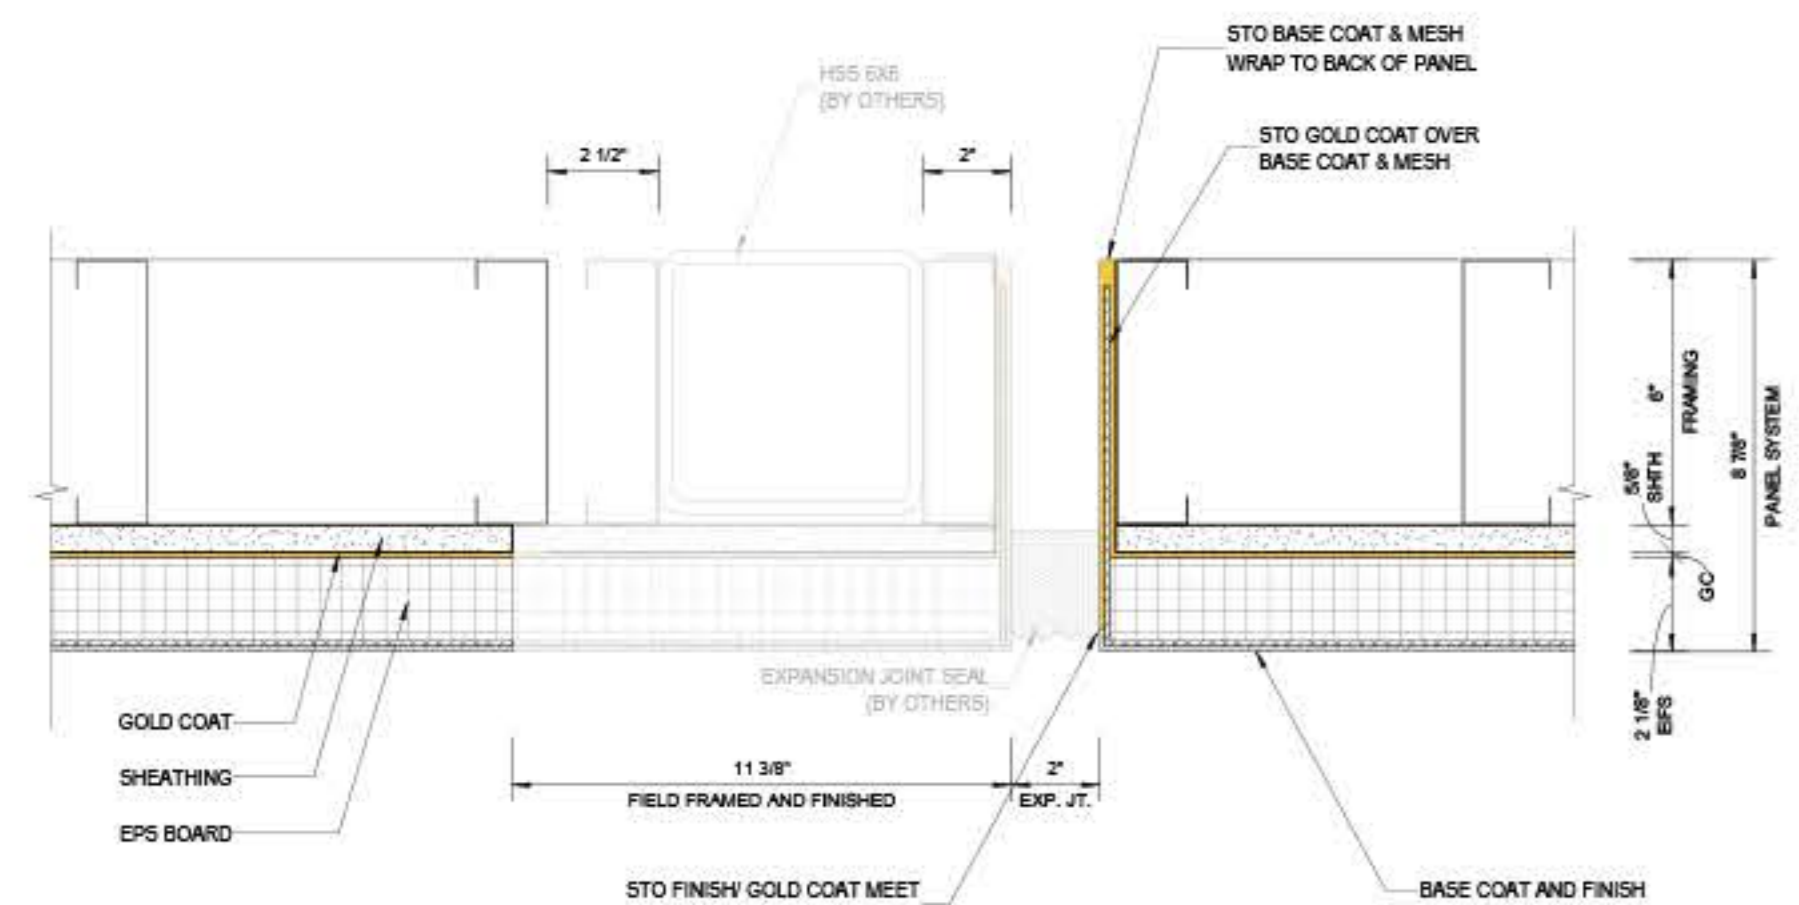 STO BASE COAT & MESH
WRAP TO BACK OF PANEL
HSS 6X6
(BY OTHERS)
STO GOLD COAT OVER
BASE COAT & MESH
2 1/2"
2"
6"
FRAMING
5/8"
SHTH
8 7/8"
PANEL SYSTEM
GC
2 1/8"
EIFS
EXPANSION JOINT SEAL
(BY OTHERS)
GOLD COAT
SHEATHING
EPS BOARD
11 3/8"
FIELD FRAMED AND FINISHED
2"
EXP. JT.
STO FINISH/ GOLD COAT MEET
BASE COAT AND FINISH